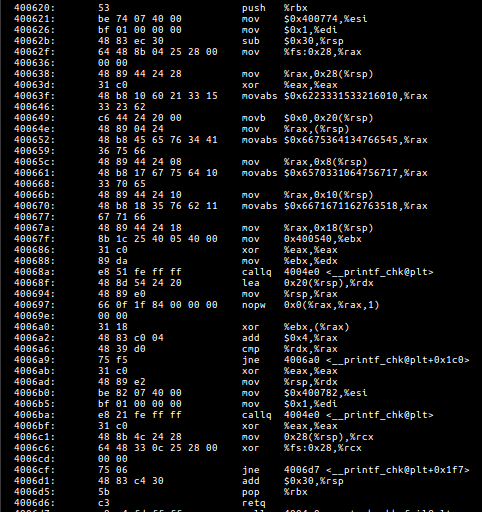 400620: 53 push %rbx
400621: be 74 07 40 00 mov $0x400774,%esi
400626: bf 01 00 00 00 mov $0x1,%edi
40062b: 48 83 ec 30 sub $0x30,%rsp
40062f: 64 48 8b 04 25 28 00 mov %fs:0x28,%rax
400636: 00 00
400638: 48 89 44 24 28 mov %rax,0x28(%rsp)
40063d: 31 c0 xor %eax,%eax
40063f: 48 b8 10 60 21 33 15 movabs $0x6223331533216010,%rax
400646: 33 23 62
400649: c6 44 24 20 00 movb $0x0,0x20(%rsp)
40064e: 48 89 04 24 mov %rax,(%rsp)
400652: 48 b8 45 65 76 34 41 movabs $0x6675364134766545,%rax
400659: 36 75 66
40065c: 48 89 44 24 08 mov %rax,0x8(%rsp)
400661: 48 b8 17 67 75 64 10 movabs $0x6570331064756717,%rax
400668: 33 70 65
40066b: 48 89 44 24 10 mov %rax,0x10(%rsp)
400670: 48 b8 18 35 76 62 11 movabs $0x6671671162763518,%rax
400677: 67 71 66
40067a: 48 89 44 24 18 mov %rax,0x18(%rsp)
40067f: 8b 1c 25 40 05 40 00 mov 0x400540,%ebx
400686: 31 c0 xor %eax,%eax
400688: 89 da mov %ebx,%edx
40068a: e8 51 fe ff ff callq 4004e0 <__printf_chk@plt>
40068f: 48 8d 54 24 20 lea 0x20(%rsp),%rdx
400694: 48 89 e0 mov %rsp,%rax
400697: 66 0f 1f 84 00 00 00 nopw 0x0(%rax,%rax,1)
40069e: 00 00
4006a0: 31 18 xor %ebx,(%rax)
4006a2: 48 83 c0 04 add $0x4,%rax
4006a6: 48 39 d0 cmp %rdx,%rax
4006a9: 75 f5 jne 4006a0 <__printf_chk@plt+0x1c0>
4006ab: 31 c0 xor %eax,%eax
4006ad: 48 89 e2 mov %rsp,%rdx
4006b0: be 82 07 40 00 mov $0x400782,%esi
4006b5: bf 01 00 00 00 mov $0x1,%edi
4006ba: e8 21 fe ff ff callq 4004e0 <__printf_chk@plt>
4006bf: 31 c0 xor %eax,%eax
4006c1: 48 8b 4c 24 28 mov 0x28(%rsp),%rcx
4006c6: 64 48 33 0c 25 28 00 xor %fs:0x28,%rcx
4006cd: 00 00
4006cf: 75 06 jne 4006d7 <__printf_chk@plt+0x1f7>
4006d1: 48 83 c4 30 add $0x30,%rsp
4006d5: 5b pop %rbx
4006d6: c3 retq